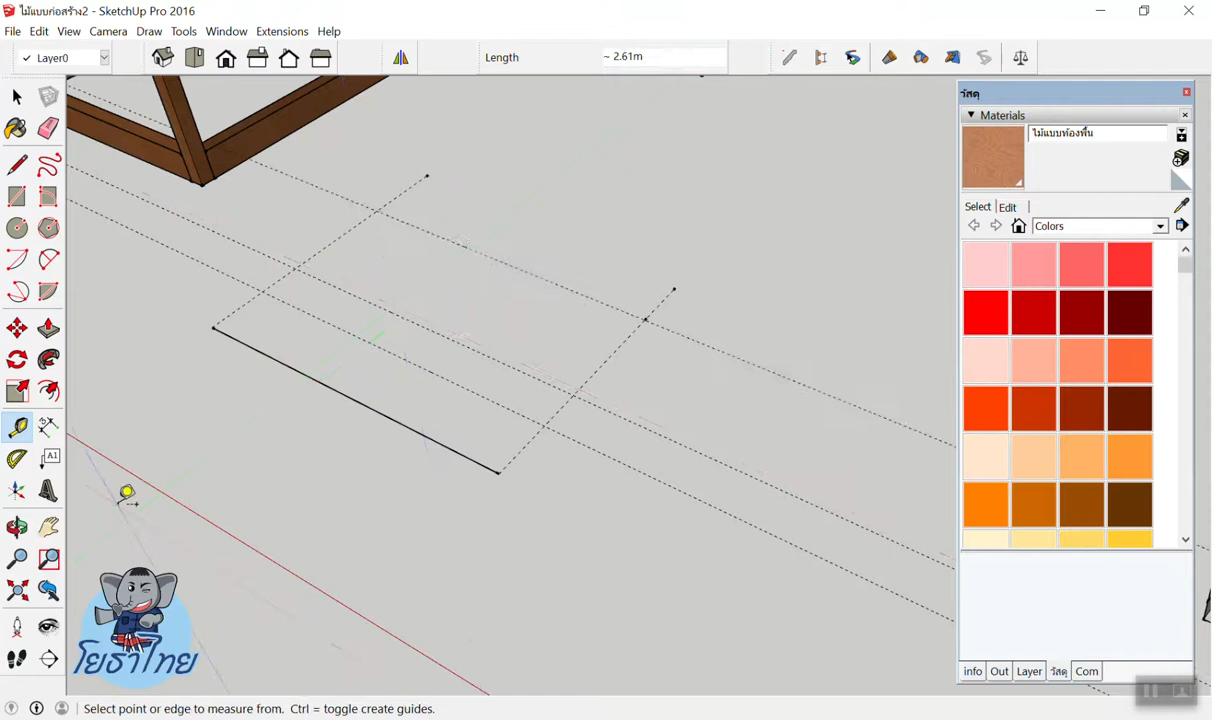 ไม้แบบก่อสร้าง2 - SketchUp Pro 2016
File Edit View Camera Draw Tools Window Extensions Help
Layer0
Length ~ 2.61m
วัสดุ
Materials
ไม้แบบท้องพื้น
Select Edit
Colors
A1
โยธาไทย
info Out Layer วัสดุ Com
Select point or edge to measure from. Ctrl = toggle create guides.